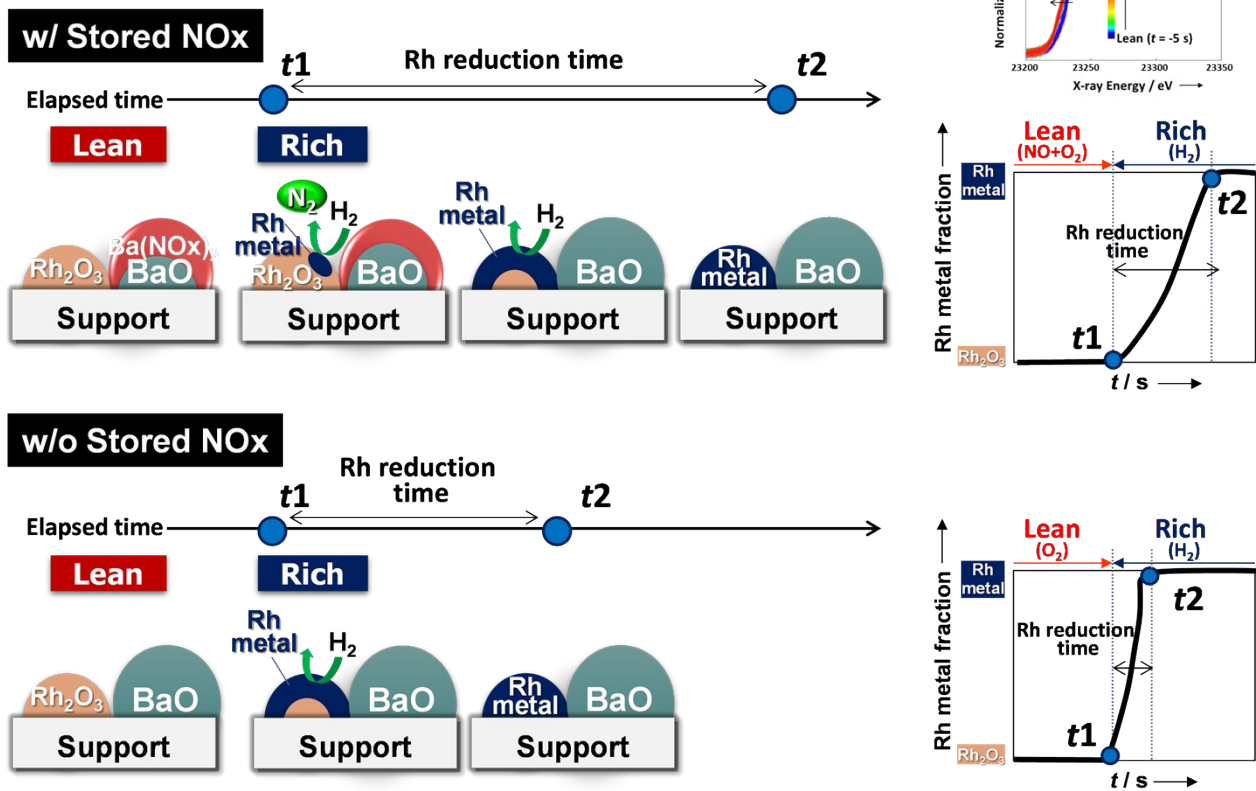 w/ Stored NOx
t1
Rh reduction time
t2
Elapsed time
Lean
Rich
Rh₂O₃
Ba(NOx)
BaO
Support
N₂
H₂
Rh
metal
Rh₂O₃
BaO
Support
Rh
metal
H₂
BaO
Support
Rh
metal
BaO
Support
Normaliz
Lean (t = -5 s)
23200
23250
23300
23350
X-ray Energy / eV
Lean
(NO+O₂)
Rich
(H₂)
Rh
metal
Rh metal fraction
t2
Rh reduction
time
t1
Rh₂O₃
t / s
w/o Stored NOx
Rh reduction
time
t1
t2
Elapsed time
Lean
Rich
Rh₂O₃
BaO
Support
Rh
metal
H₂
BaO
Support
Rh
metal
BaO
Support
Lean
(O₂)
Rich
(H₂)
Rh
metal
Rh metal fraction
t2
Rh reduction
time
t1
Rh₂O₃
t / s